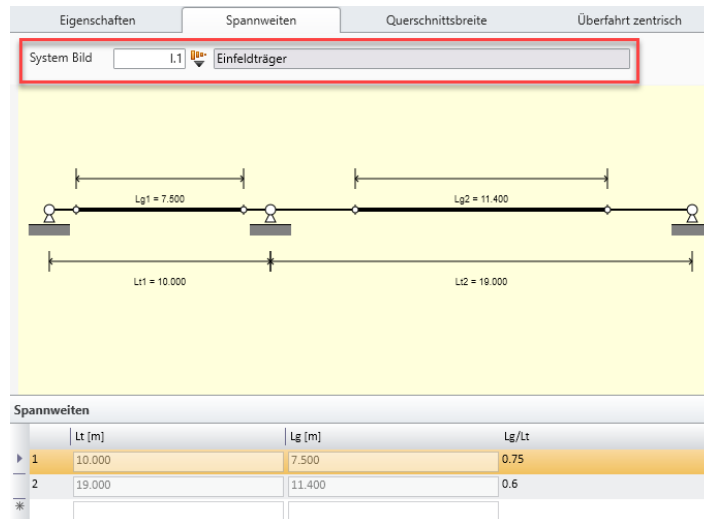 Eigenschaften Spannweiten Querschnittsbreite Überfahrt zentrisch
System Bild I.1 Einfeldträger
Lg1 = 7.500 Lg2 = 11.400
Lt1 = 10.000 Lt2 = 19.000
Spannweiten
Lt [m] Lg [m] Lg/Lt
1 10.000 7.500 0.75
2 19.000 11.400 0.6